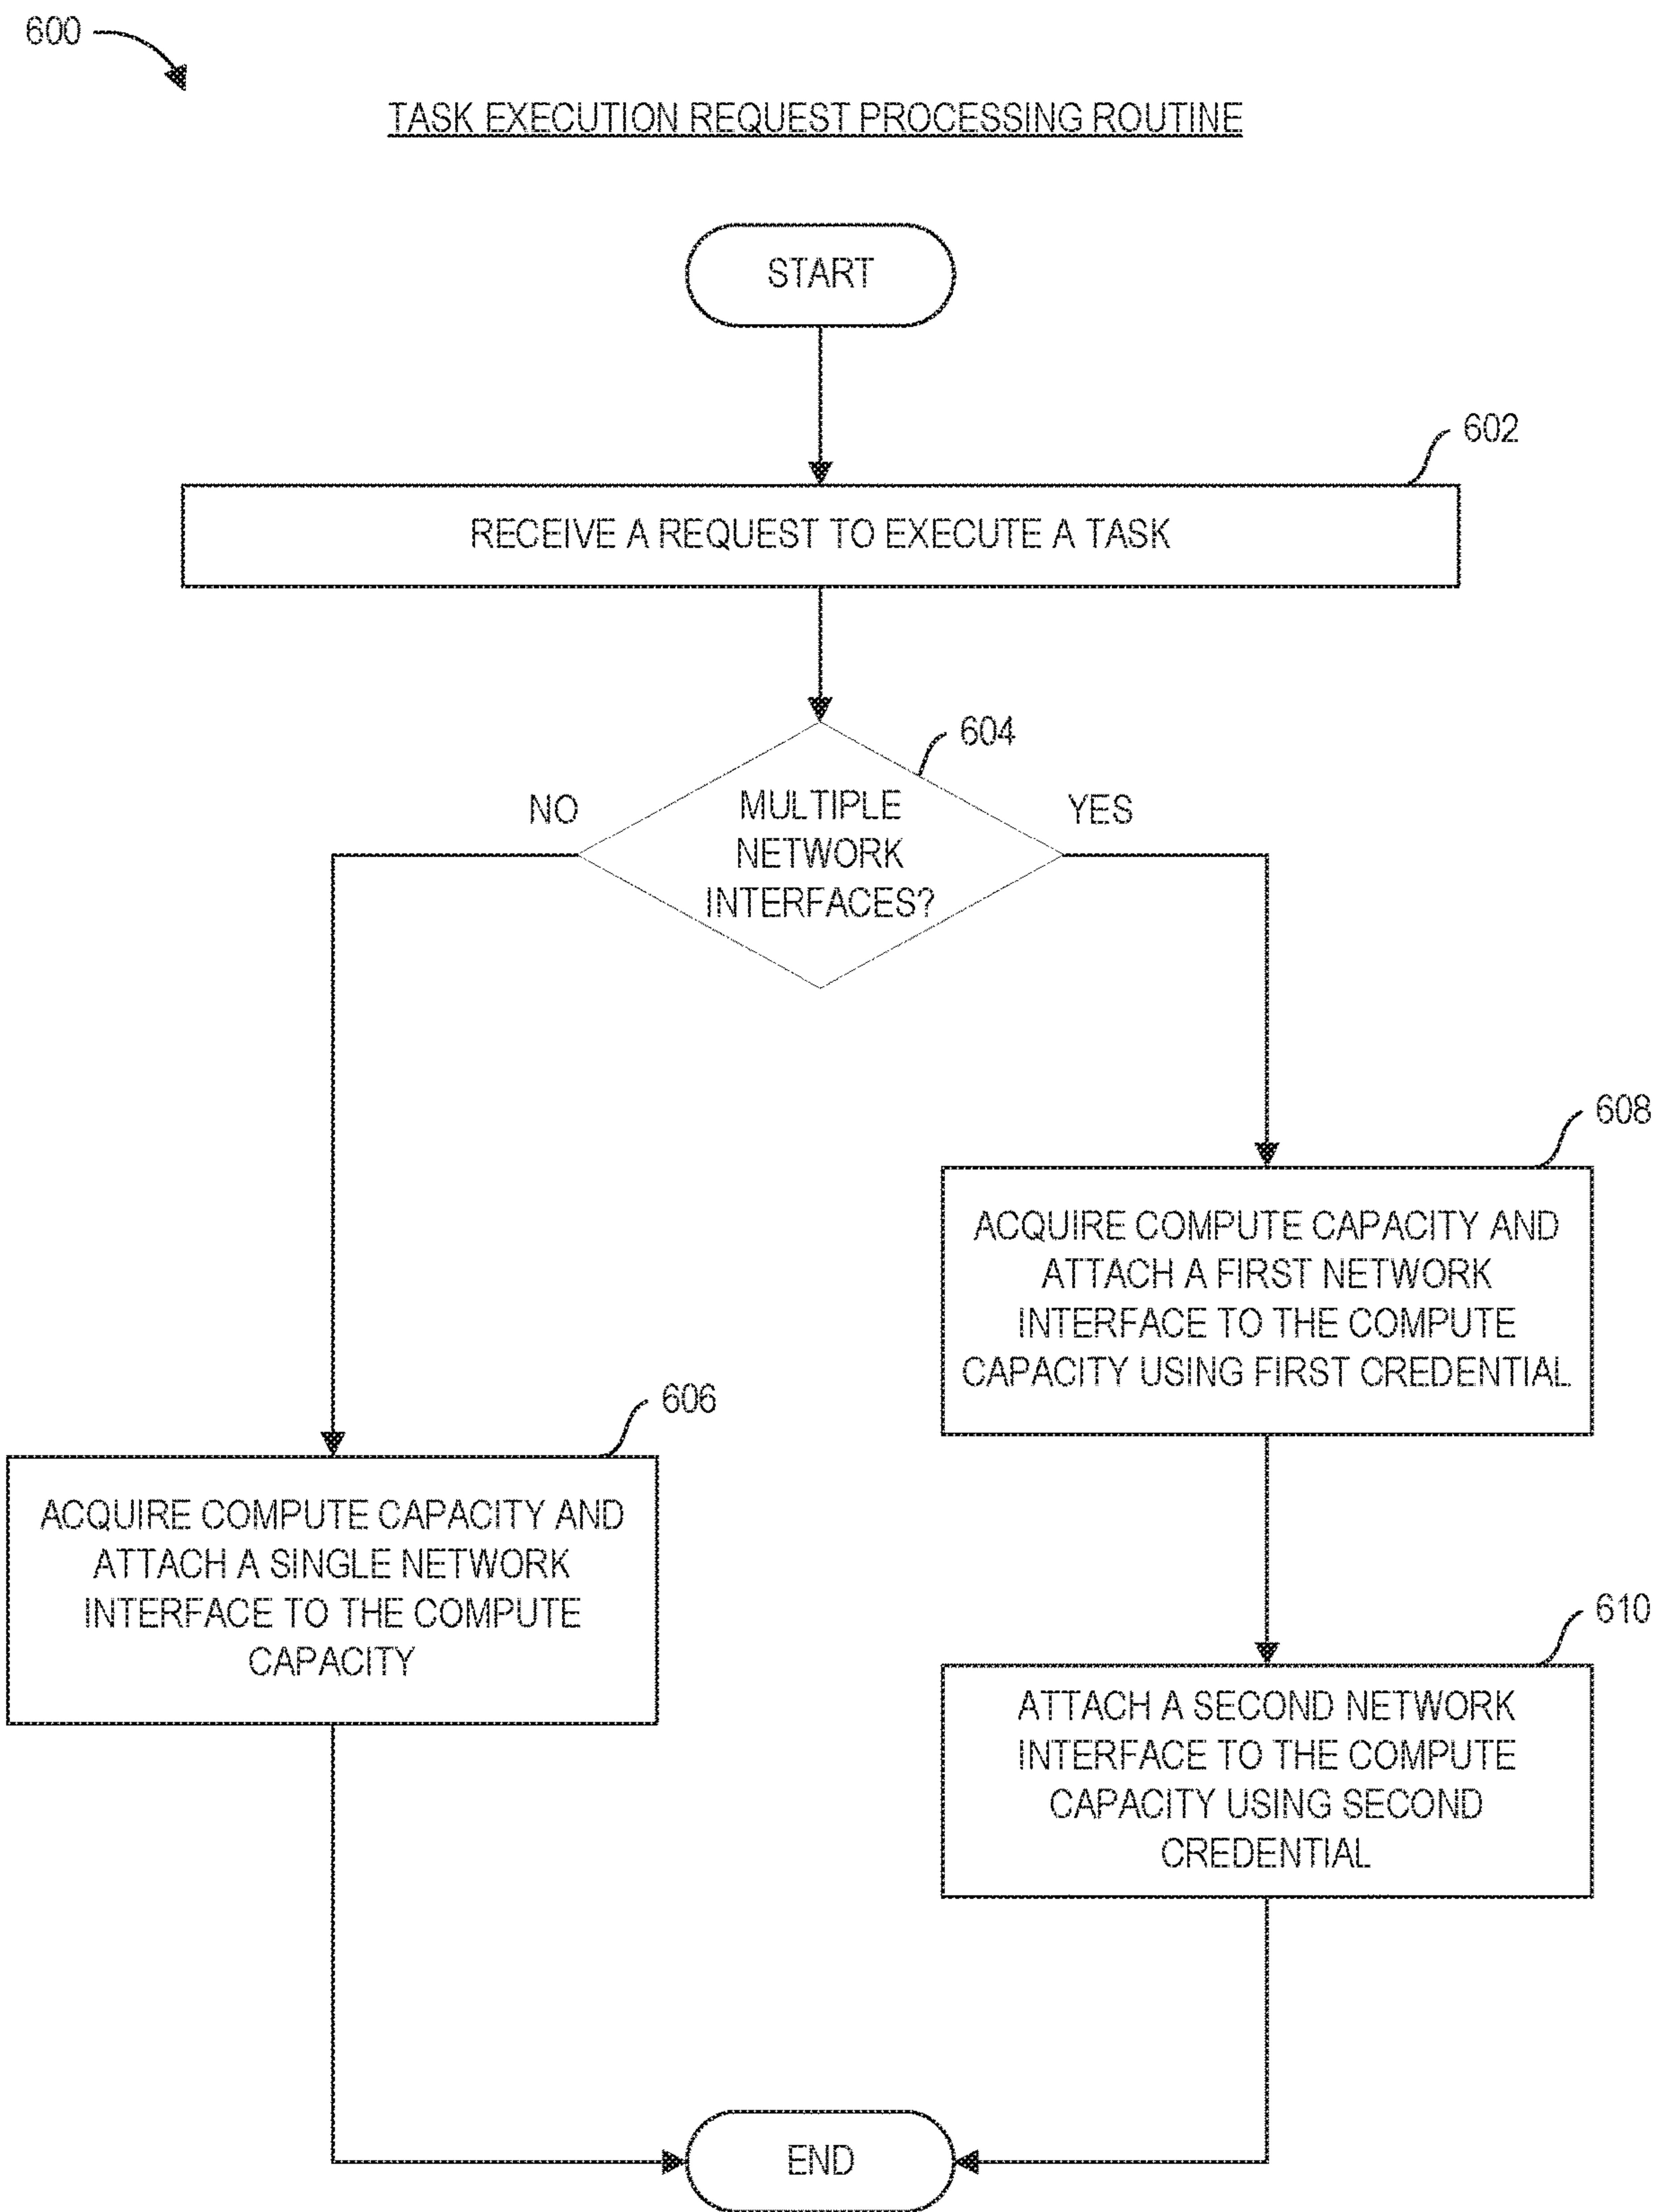 600
TASK EXECUTION REQUEST PROCESSING ROUTINE
START
602
RECEIVE A REQUEST TO EXECUTE A TASK
604
NO
MULTIPLE
NETWORK
INTERFACES?
YES
608
ACQUIRE COMPUTE CAPACITY AND
ATTACH A FIRST NETWORK
INTERFACE TO THE COMPUTE
CAPACITY USING FIRST CREDENTIAL
606
ACQUIRE COMPUTE CAPACITY AND
ATTACH A SINGLE NETWORK
INTERFACE TO THE COMPUTE
CAPACITY
610
ATTACH A SECOND NETWORK
INTERFACE TO THE COMPUTE
CAPACITY USING SECOND
CREDENTIAL
END